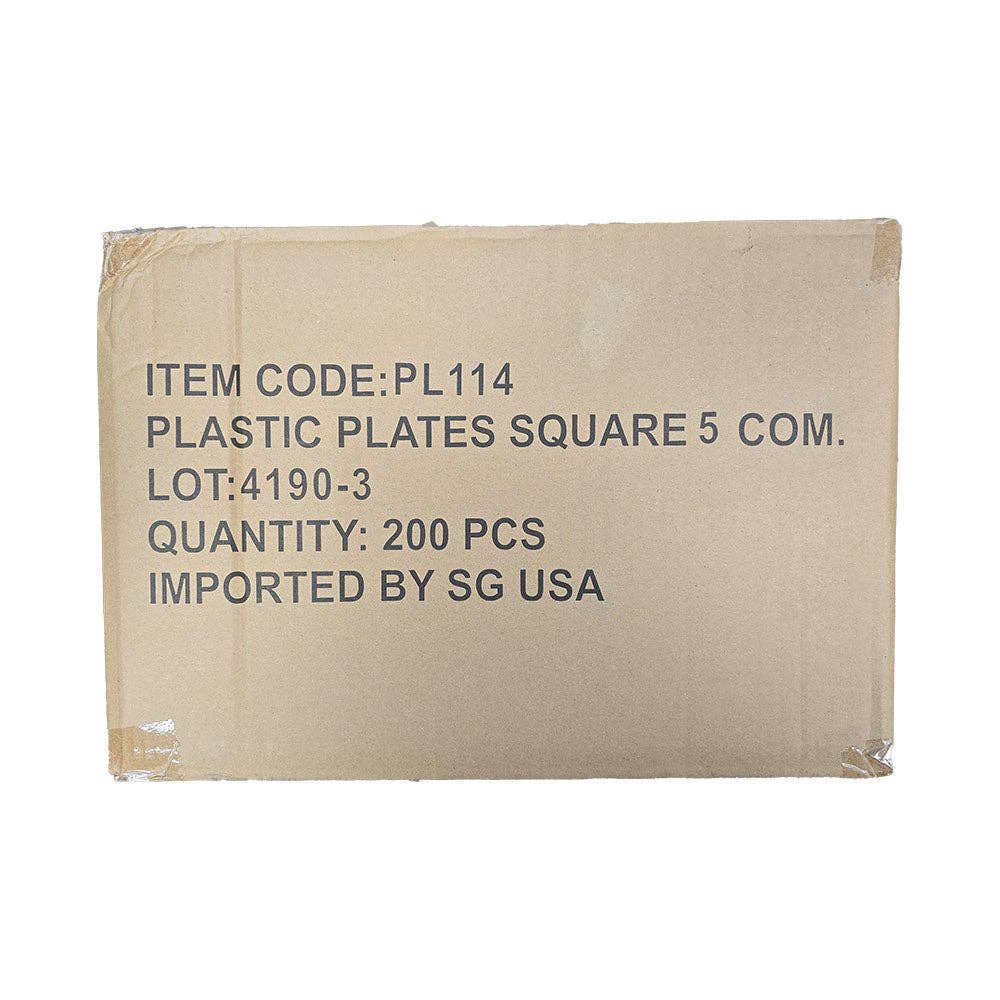 ITEM CODE:PL114
PLASTIC PLATES SQUARE 5 COM.
LOT:4190-3
QUANTITY: 200 PCS
IMPORTED BY SG USA